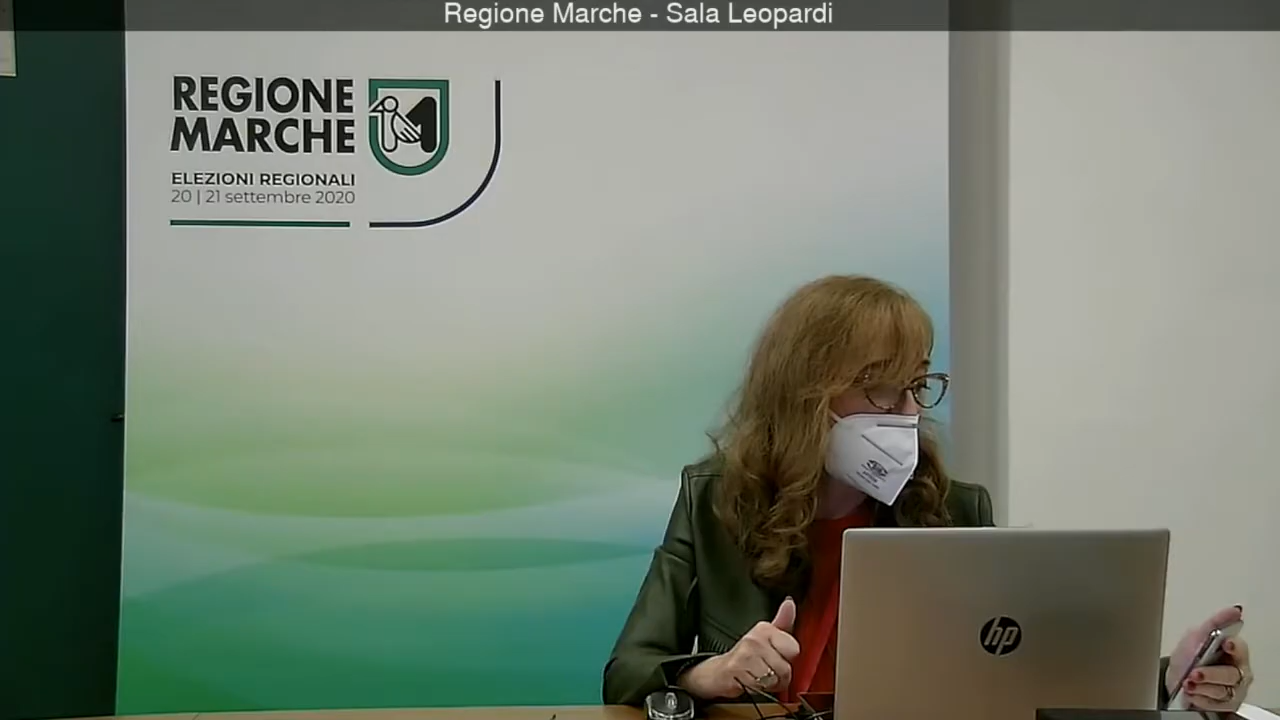 Regione Marche - Sala Leopardi
REGIONE
MARCHE
ELEZIONI REGIONALI
20 | 21 settembre 2020
hp